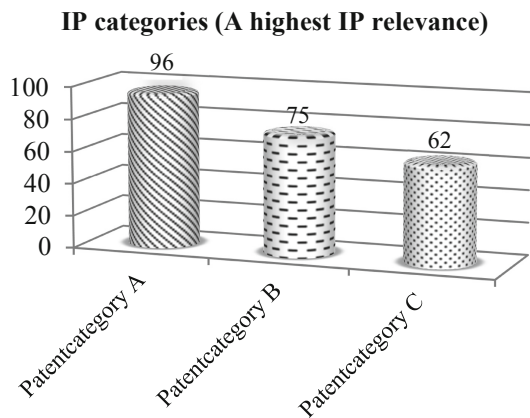 IP categories (A highest IP relevance)
96
75
62
100
80
60
40
20
0
Patentcategory A
Patentcategory B
Patentcategory C